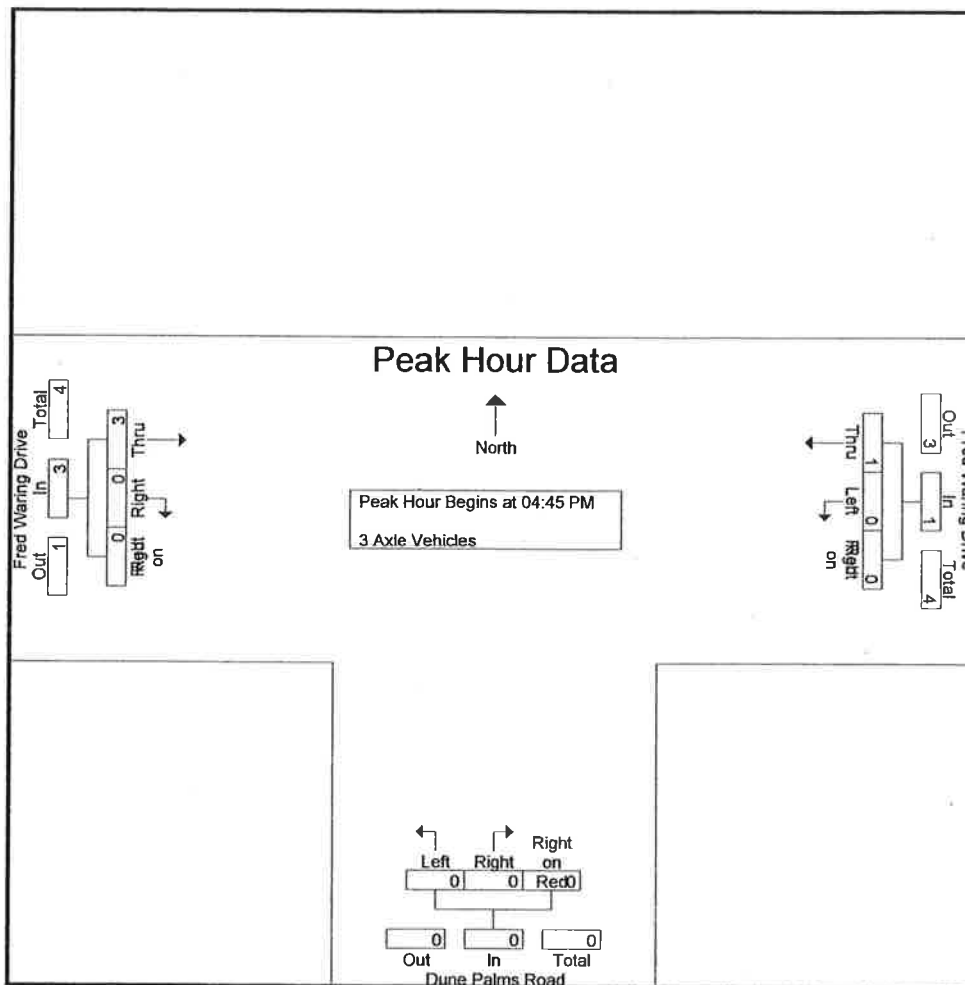 Peak Hour Data
North
Peak Hour Begins at 04:45 PM
3 Axle Vehicles
Fred Waring Drive
Total
4
In
3
Out
1
Thru
3
Right
0
0
on
Thru
1
Left
0
0
on
Out
3
In
1
Total
4
Left Right Right on Red
0 0 0
0 0 0
Out In Total
Dune Palms Road